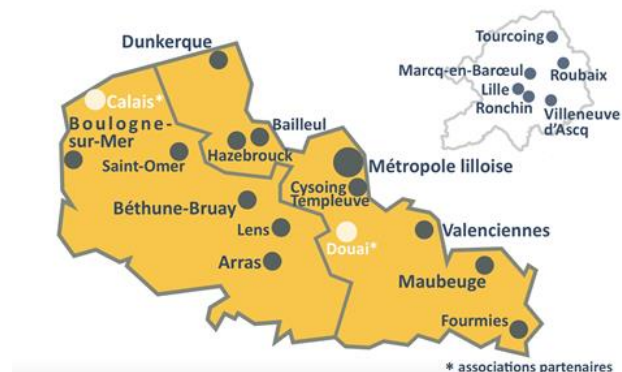 Dunkerque
Tourcoing
Marcq-en-Barœul
Roubaix
Lille
Ronchin
Villeneuve
d'Ascq
Calais*
Boulogne-
sur-Mer
Bailleul
Hazebrouck
Saint-Omer
Métropole lilloise
Cysoing
Templeuve
Béthune-Bruay
Lens
Douai*
Valenciennes
Arras
Maubeuge
Fourmies
* associations partenaires